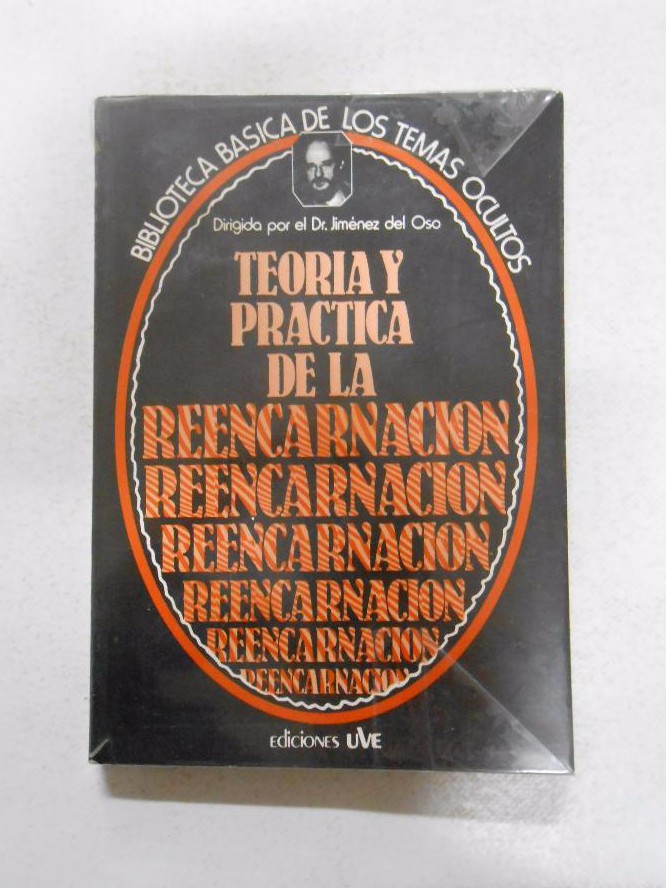 BIBLIOTECA BASICA DE LOS TEMAS OCULTOS
Dirigida por el Dr. Jiménez del Oso
TEORIA Y
PRACTICA
DE LA
REENCARNACION
REENCARNACION
REENCARNACION
REENCARNACION
REENCARNACION
REENCARNACION
EDICIONES UVE